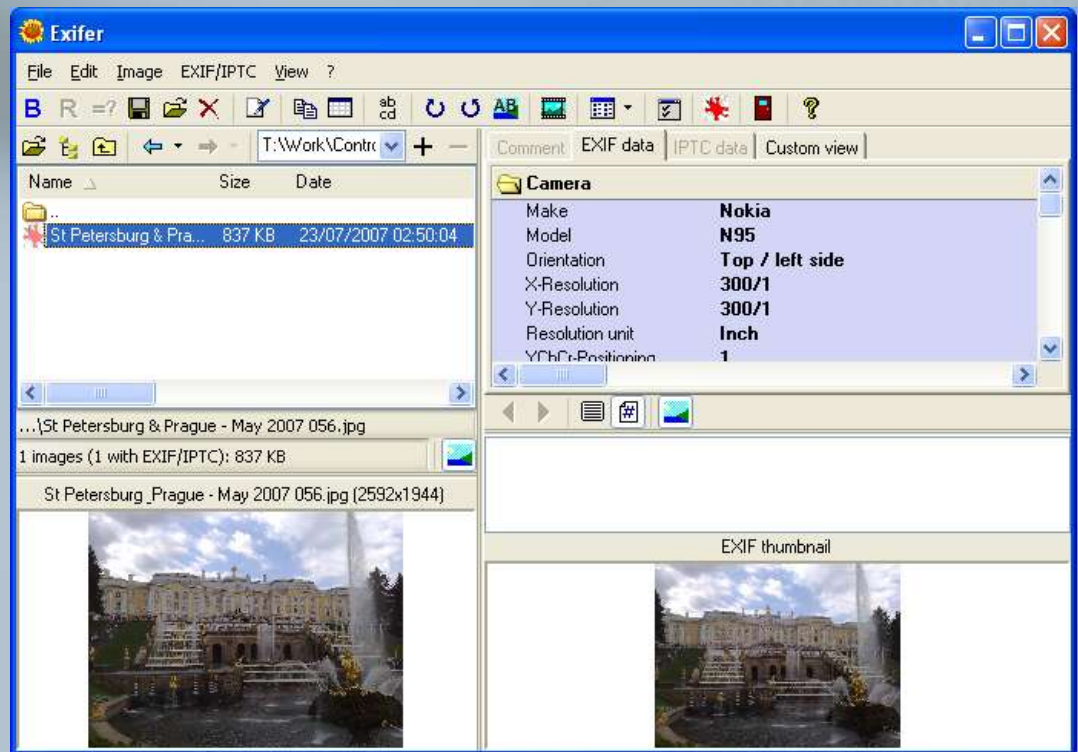 Exifer
File Edit Image EXIF/IPTC View ?
B R =? ab cd AB ?
T:\Work\Contr
Comment EXIF data IPTC data Custom view
Name Size Date
..
St Petersburg & Pra... 837 KB 23/07/2007 02:50:04
Camera
Make Nokia
Model N95
Orientation Top / left side
X-Resolution 300/1
Y-Resolution 300/1
Resolution unit Inch
YCbCr-Positioning 1
...\St Petersburg & Prague - May 2007 056.jpg
#
1 images (1 with EXIF/IPTC): 837 KB
St Petersburg _Prague - May 2007 056.jpg (2592x1944)
EXIF thumbnail